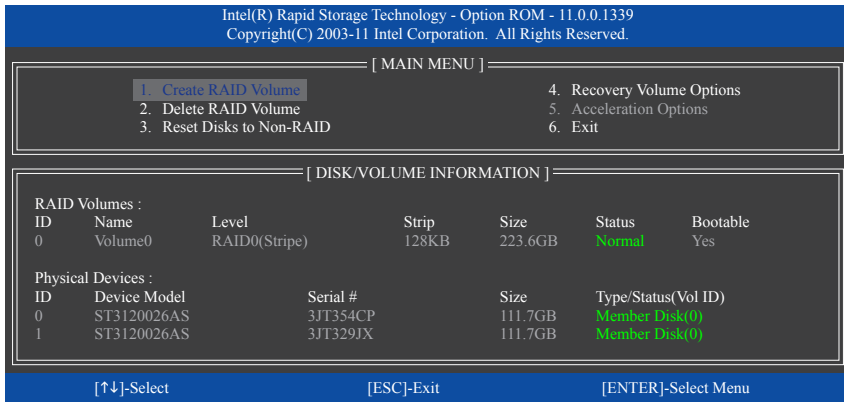 Intel(R) Rapid Storage Technology - Option ROM - 11.0.0.1339
Copyright(C) 2003-11 Intel Corporation.  All Rights Reserved.
[ MAIN MENU ]
1. Create RAID Volume
2. Delete RAID Volume
3. Reset Disks to Non-RAID
4. Recovery Volume Options
5. Acceleration Options
6. Exit
[ DISK/VOLUME INFORMATION ]
RAID Volumes :
ID Name Level Strip Size Status Bootable
0 Volume0 RAID0(Stripe) 128KB 223.6GB Normal Yes
Physical Devices :
ID Device Model Serial # Size Type/Status(Vol ID)
0 ST3120026AS 3JT354CP 111.7GB Member Disk(0)
1 ST3120026AS 3JT329JX 111.7GB Member Disk(0)
[↑↓]-Select [ESC]-Exit [ENTER]-Select Menu